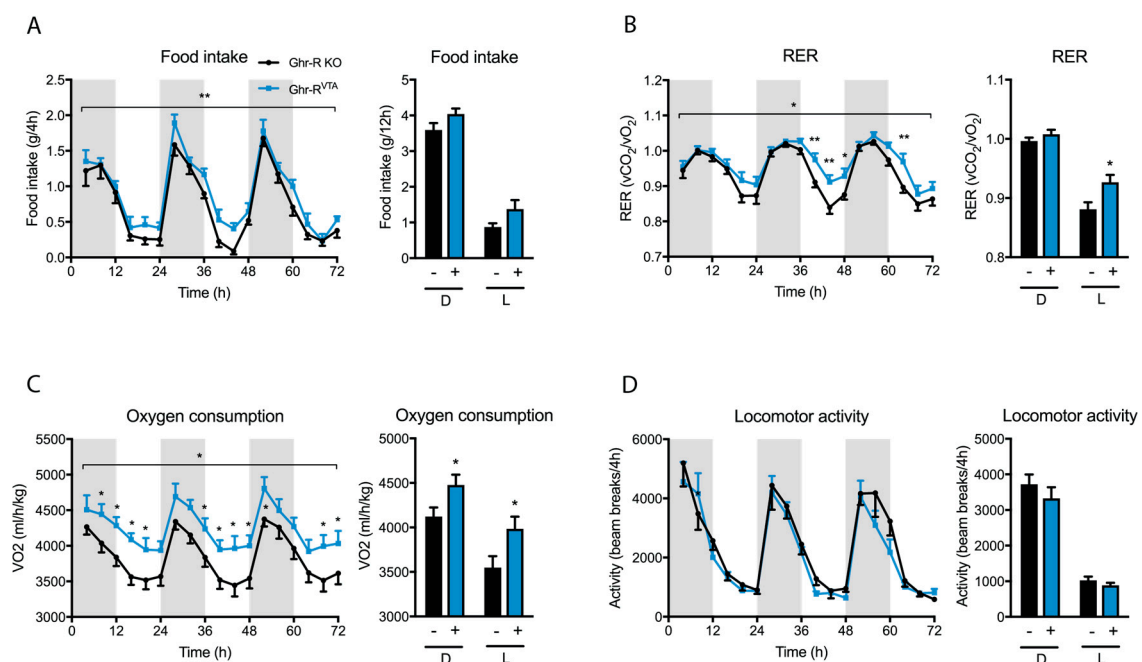 A
Food intake
Ghr-R KO
Ghr-R^VTA
**
Food intake (g/4h)
2.5
2.0
1.5
1.0
0.5
0.0
0 12 24 36 48 60 72
Time (h)
Food intake
Food intake (g/12h)
5
4
3
2
1
0
- + - +
D L
B
RER
*
** ** * **
RER (vCO2/vO2)
1.2
1.1
1.0
0.9
0.8
0.7
0 12 24 36 48 60 72
Time (h)
RER
RER (vCO2/vO2)
1.1
1.0
0.9
0.8
*
- + - +
D L
C
Oxygen consumption
*
* * * * * * * * * * *
VO2 (ml/h/kg)
5500
5000
4500
4000
3500
3000
0 12 24 36 48 60 72
Time (h)
Oxygen consumption
VO2 (ml/h/kg)
5000
4500
4000
3500
3000
* *
- + - +
D L
D
Locomotor activity
Activity (beam breaks/4h)
6000
4000
2000
0
0 12 24 36 48 60 72
Time (h)
Locomotor activity
Activity (beam breaks/4h)
5000
4000
3000
2000
1000
0
- + - +
D L